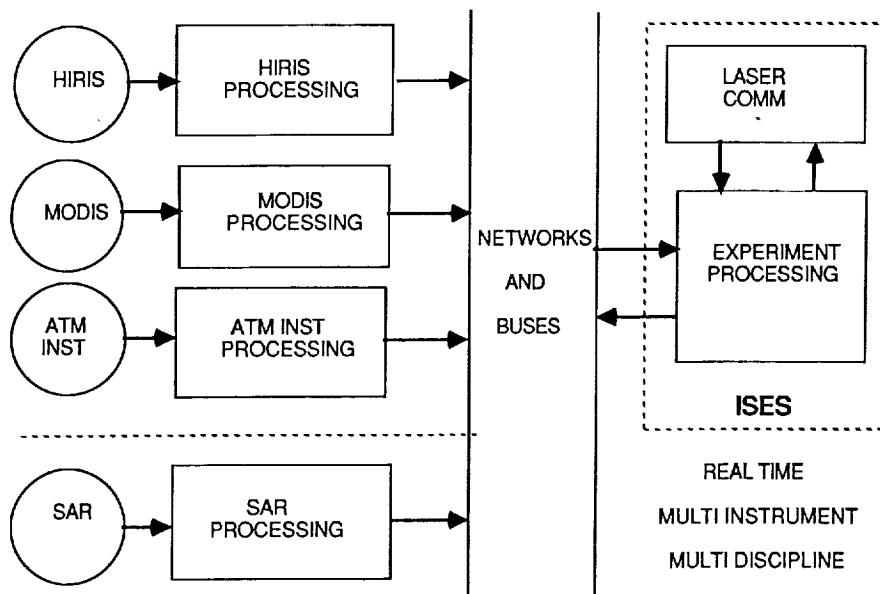 HIRIS
HIRIS
PROCESSING
MODIS
MODIS
PROCESSING
ATM
INST
ATM INST
PROCESSING
SAR
SAR
PROCESSING
NETWORKS
AND
BUSES
LASER
COMM
EXPERIMENT
PROCESSING
ISES
REAL TIME
MULTI INSTRUMENT
MULTI DISCIPLINE